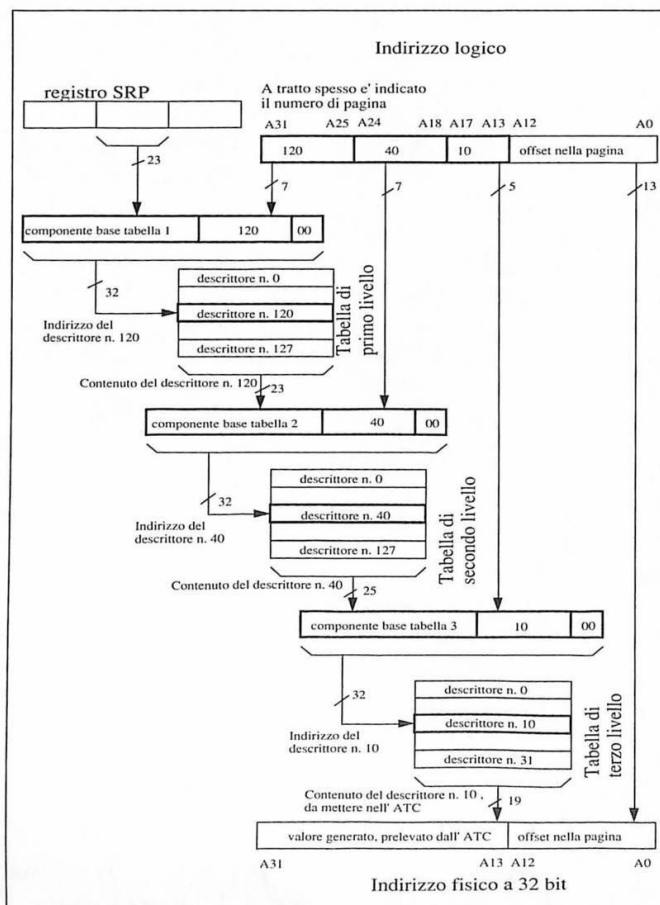 Indirizzo logico
registro SRP
A tratto spesso e' indicato
il numero di pagina
A31 A25 A24 A18 A17 A13 A12 A0
120 40 10 offset nella pagina
23 7 7 5 13
componente base tabella 1 120 00
32
descrittore n. 0
descrittore n. 120
descrittore n. 127
Tabella di
primo livello
Indirizzo del
descrittore n. 120
Contenuto del descrittore n. 120
23
componente base tabella 2 40 00
32
descrittore n. 0
descrittore n. 40
descrittore n. 127
Tabella di
secondo livello
Indirizzo del
descrittore n. 40
Contenuto del descrittore n. 40
25
componente base tabella 3 10 00
32
descrittore n. 0
descrittore n. 10
descrittore n. 31
Tabella di
terzo livello
Indirizzo del
descrittore n. 10
Contenuto del descrittore n. 10 ,
da mettere nell' ATC
19
valore generato, prelevato dall' ATC offset nella pagina
A31 A13 A12 A0
Indirizzo fisico a 32 bit